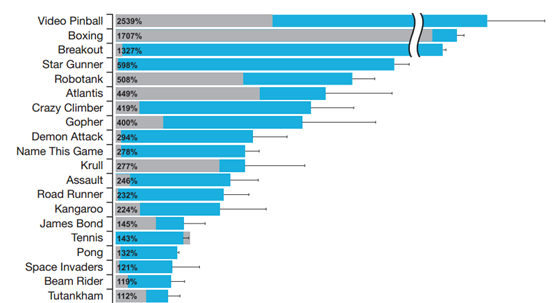 Video Pinball 2539%
Boxing 1707%
Breakout 1327%
Star Gunner 598%
Robotank 508%
Atlantis 449%
Crazy Climber 419%
Gopher 400%
Demon Attack 294%
Name This Game 278%
Krull 277%
Assault 246%
Road Runner 232%
Kangaroo 224%
James Bond 145%
Tennis 143%
Pong 132%
Space Invaders 121%
Beam Rider 119%
Tutankham 112%